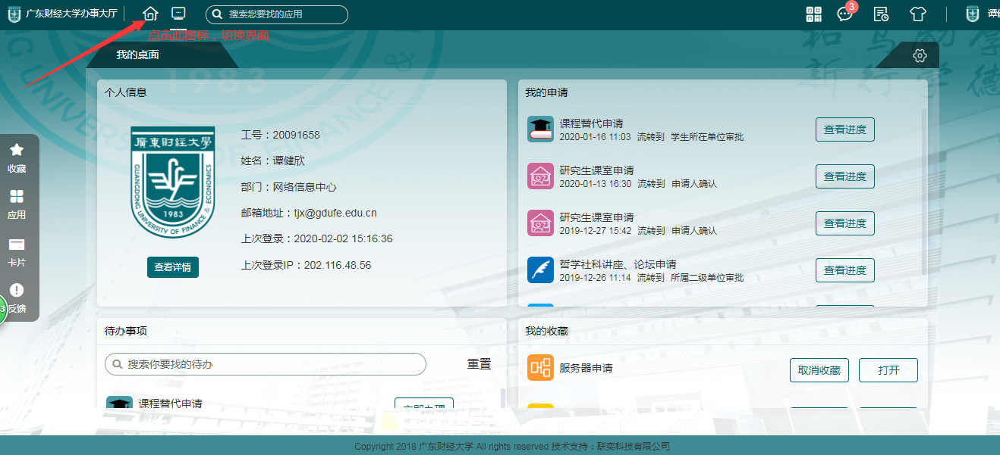 广东财经大学办事大厅
搜索您要找的应用
3
点击此图标，切换界面
我的桌面
1983
收藏
应用
卡片
反馈
3
个人信息
廣東財經大學
GUANGDONG UNIVERSITY OF FINANCE & ECONOMICS
1983
查看详情
工号：20091658
姓名：谭健欣
部门：网络信息中心
邮箱地址：tjx@gdufe.edu.cn
上次登录：2020-02-02 15:16:36
上次登录IP：202.116.48.56
我的申请
课程替代申请
2020-01-16 11:03 流转到 学生所在单位审批
查看进度
研究生课室申请
2020-01-13 16:30 流转到 申请人确认
查看进度
研究生课室申请
2019-12-27 15:42 流转到 申请人确认
查看进度
哲学社科讲座、论坛申请
2019-12-26 11:14 流转到 所属二级单位审批
查看进度
待办事项
搜索你要找的待办
重置
课程替代申请
立即办理
我的收藏
服务器申请
取消收藏
打开
Copyright 2018 广东财经大学 All rights reserved 技术支持：联奕科技有限公司